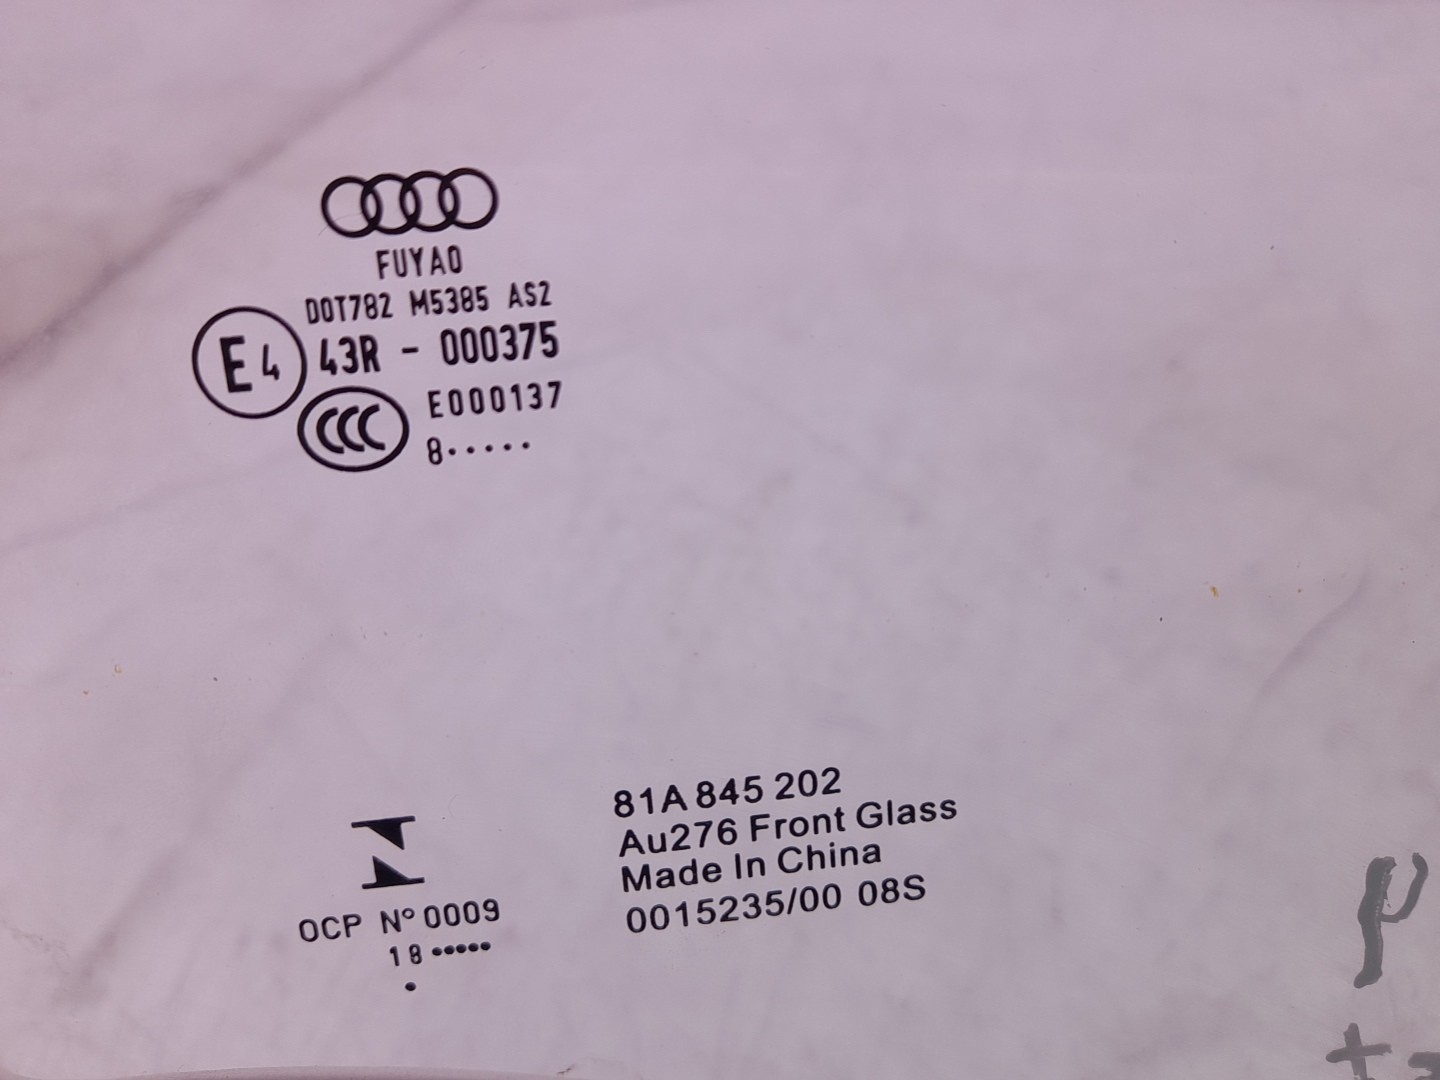 FUYAO
DOT782 M5385 AS2
E4 43R - 000375
CCC E000137
8.....
OCP Nº 0009
18•••••
•
81A 845 202
Au276 Front Glass
Made In China
0015235/00 08S